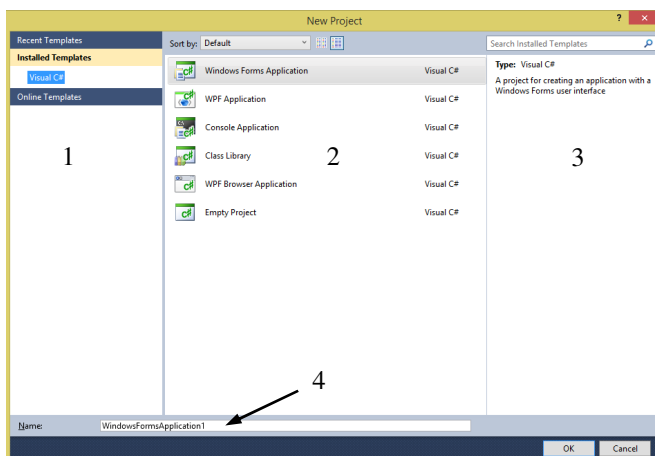 New Project
? ×
Recent Templates
Installed Templates
Visual C#
Online Templates
1
Sort by: Default
Windows Forms Application Visual C#
WPF Application Visual C#
Console Application Visual C#
Class Library Visual C#
WPF Browser Application Visual C#
Empty Project Visual C#
2
Search Installed Templates
Type: Visual C#
A project for creating an application with a
Windows Forms user interface
3
4
Name: WindowsFormsApplication1
OK Cancel